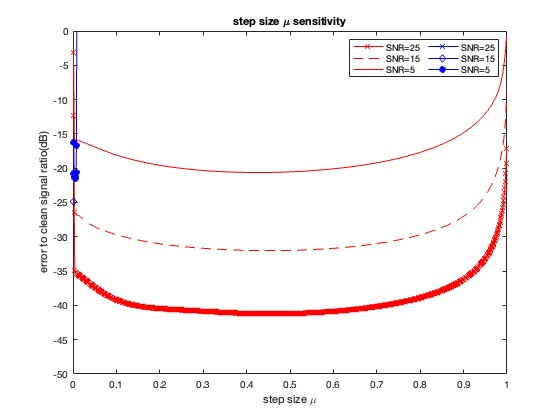 step size μ sensitivity
SNR=25
SNR=15
SNR=5
SNR=25
SNR=15
SNR=5
error to clean signal ratio(dB)
0
-5
-10
-15
-20
-25
-30
-35
-40
-45
-50
0 0.1 0.2 0.3 0.4 0.5 0.6 0.7 0.8 0.9 1
step size μ